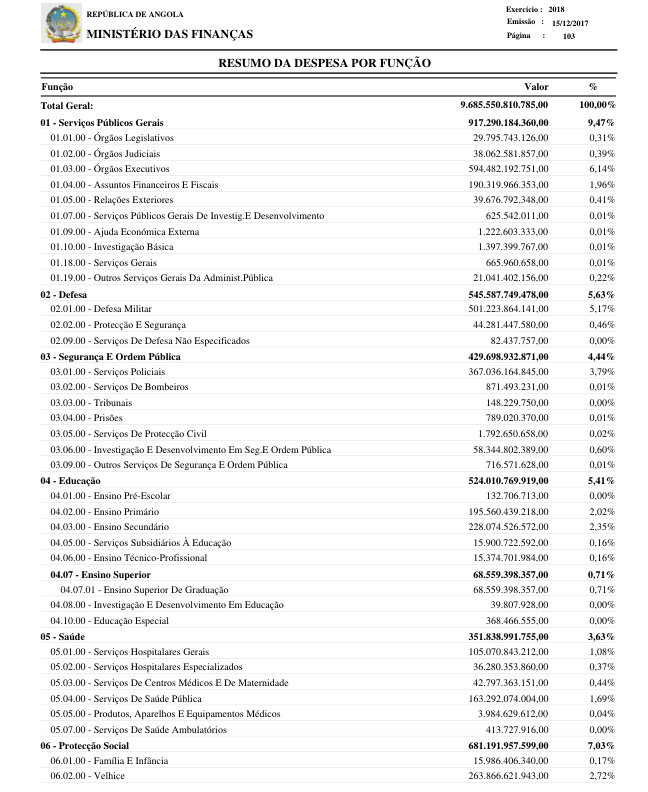 REPÚBLICA DE ANGOLA
MINISTÉRIO DAS FINANÇAS
Exercício : 2018
Emissão : 15/12/2017
Página : 103
RESUMO DA DESPESA POR FUNÇÃO
Função Valor %
Total Geral: 9.685.550.810.785,00 100,00%
01 - Serviços Públicos Gerais 917.290.184.360,00 9,47%
01.01.00 - Órgãos Legislativos 29.795.743.126,00 0,31%
01.02.00 - Órgãos Judiciais 38.062.581.857,00 0,39%
01.03.00 - Órgãos Executivos 594.482.192.751,00 6,14%
01.04.00 - Assuntos Financeiros E Fiscais 190.319.966.353,00 1,96%
01.05.00 - Relações Exteriores 39.676.792.348,00 0,41%
01.07.00 - Serviços Públicos Gerais De Investig.E Desenvolvimento 625.542.011,00 0,01%
01.09.00 - Ajuda Económica Externa 1.222.603.333,00 0,01%
01.10.00 - Investigação Básica 1.397.399.767,00 0,01%
01.18.00 - Serviços Gerais 665.960.658,00 0,01%
01.19.00 - Outros Serviços Gerais Da Administ.Pública 21.041.402.156,00 0,22%
02 - Defesa 545.587.749.478,00 5,63%
02.01.00 - Defesa Militar 501.223.864.141,00 5,17%
02.02.00 - Protecção E Segurança 44.281.447.580,00 0,46%
02.09.00 - Serviços De Defesa Não Especificados 82.437.757,00 0,00%
03 - Segurança E Ordem Pública 429.698.932.871,00 4,44%
03.01.00 - Serviços Policiais 367.036.164.845,00 3,79%
03.02.00 - Serviços De Bombeiros 871.493.231,00 0,01%
03.03.00 - Tribunais 148.229.750,00 0,00%
03.04.00 - Prisões 789.020.370,00 0,01%
03.05.00 - Serviços De Protecção Civil 1.792.650.658,00 0,02%
03.06.00 - Investigação E Desenvolvimento Em Seg.E Ordem Pública 58.344.802.389,00 0,60%
03.09.00 - Outros Serviços De Segurança E Ordem Pública 716.571.628,00 0,01%
04 - Educação 524.010.769.919,00 5,41%
04.01.00 - Ensino Pré-Escolar 132.706.713,00 0,00%
04.02.00 - Ensino Primário 195.560.439.218,00 2,02%
04.03.00 - Ensino Secundário 228.074.526.572,00 2,35%
04.05.00 - Serviços Subsidiários À Educação 15.900.722.592,00 0,16%
04.06.00 - Ensino Técnico-Profissional 15.374.701.984,00 0,16%
04.07 - Ensino Superior 68.559.398.357,00 0,71%
04.07.01 - Ensino Superior De Graduação 68.559.398.357,00 0,71%
04.08.00 - Investigação E Desenvolvimento Em Educação 39.807.928,00 0,00%
04.10.00 - Educação Especial 368.466.555,00 0,00%
05 - Saúde 351.838.991.755,00 3,63%
05.01.00 - Serviços Hospitalares Gerais 105.070.843.212,00 1,08%
05.02.00 - Serviços Hospitalares Especializados 36.280.353.860,00 0,37%
05.03.00 - Serviços De Centros Médicos E De Maternidade 42.797.363.151,00 0,44%
05.04.00 - Serviços De Saúde Pública 163.292.074.004,00 1,69%
05.05.00 - Produtos, Aparelhos E Equipamentos Médicos 3.984.629.612,00 0,04%
05.07.00 - Serviços De Saúde Ambulatórios 413.727.916,00 0,00%
06 - Protecção Social 681.191.957.599,00 7,03%
06.01.00 - Família E Infância 15.986.406.340,00 0,17%
06.02.00 - Velhice 263.866.621.943,00 2,72%